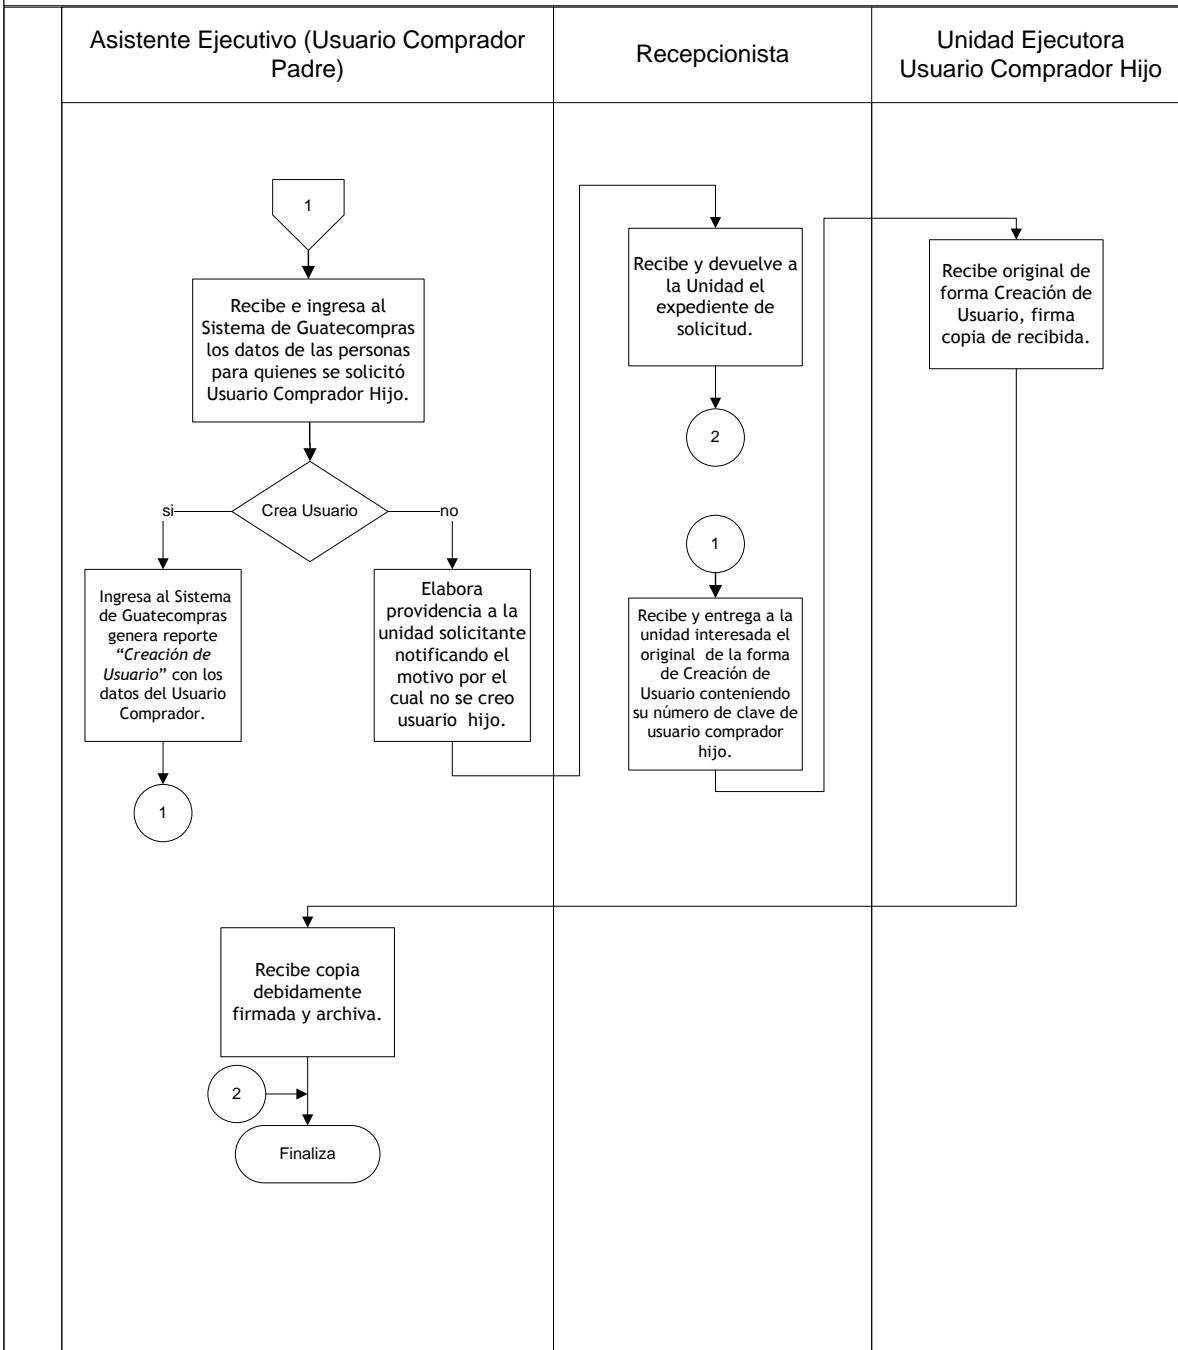 Asistente Ejecutivo (Usuario Comprador
Padre)
Recepcionista
Unidad Ejecutora
Usuario Comprador Hijo
1
Recibe e ingresa al
Sistema de Guatecompras
los datos de las personas
para quienes se solicitó
Usuario Comprador Hijo.
Crea Usuario
si
no
Ingresa al Sistema
de Guatecompras
genera reporte
“Creación de
Usuario” con los
datos del Usuario
Comprador.
1
Elabora
providencia a la
unidad solicitante
notificando el
motivo por el
cual no se creo
usuario hijo.
Recibe y devuelve a
la Unidad el
expediente de
solicitud.
2
1
Recibe y entrega a la
unidad interesada el
original de la forma
de Creación de
Usuario conteniendo
su número de clave de
usuario comprador
hijo.
Recibe original de
forma Creación de
Usuario, firma
copia de recibida.
Recibe copia
debidamente
firmada y archiva.
2
Finaliza